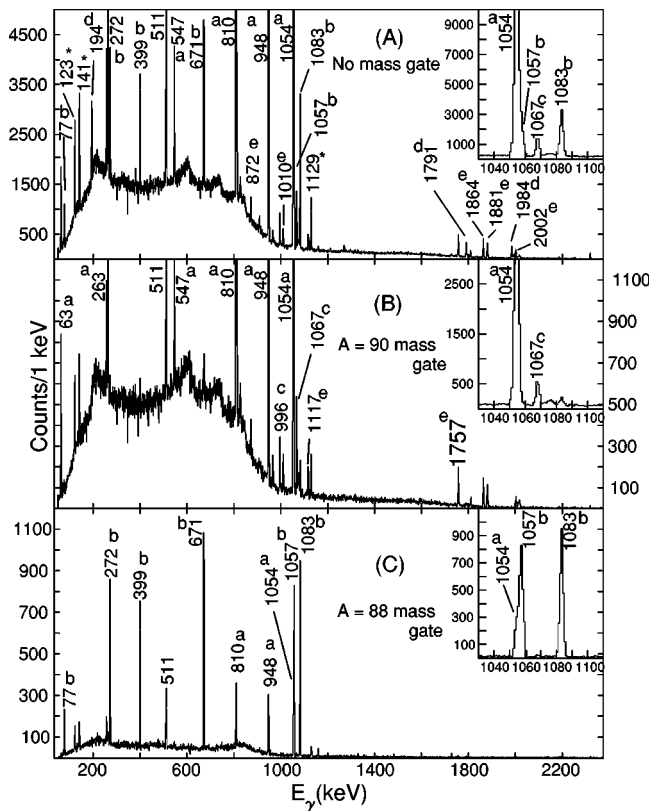 (A)
No mass gate
4500
3500
2500
1500
500
77 b
123*
141*
194 d
272 b
399 b
511
547 a
671 b
810 a
948 a
1054 a
1083 b
1057 b
872 e
1010 e
1129*
1791 d
1864 e
1881 e
1984 d
2002 e
9000
7000
5000
3000
1000
a 1054
1057 b
1067 c
1083 b
1040 1060 1080 1100
Counts/1 keV
(B)
A = 90 mass
gate
63 a
263 a
511
547 a
810 a
948 a
1054 a
1067 c
996 c
1117 e
1757 e
1100
900
700
500
300
100
2500
1500
500
a 1054
1067 c
1040 1060 1080 1100
(C)
A = 88 mass
gate
1100
900
700
500
300
100
77 b
272 b
399 b
511
671 b
810 a
948 a
1054 a
1057 b
1083 b
900
700
500
300
100
1054 a
1057 b
1083 b
1040 1060 1080 1100
200 600 1000 1400 1800 2200
Eγ(keV)